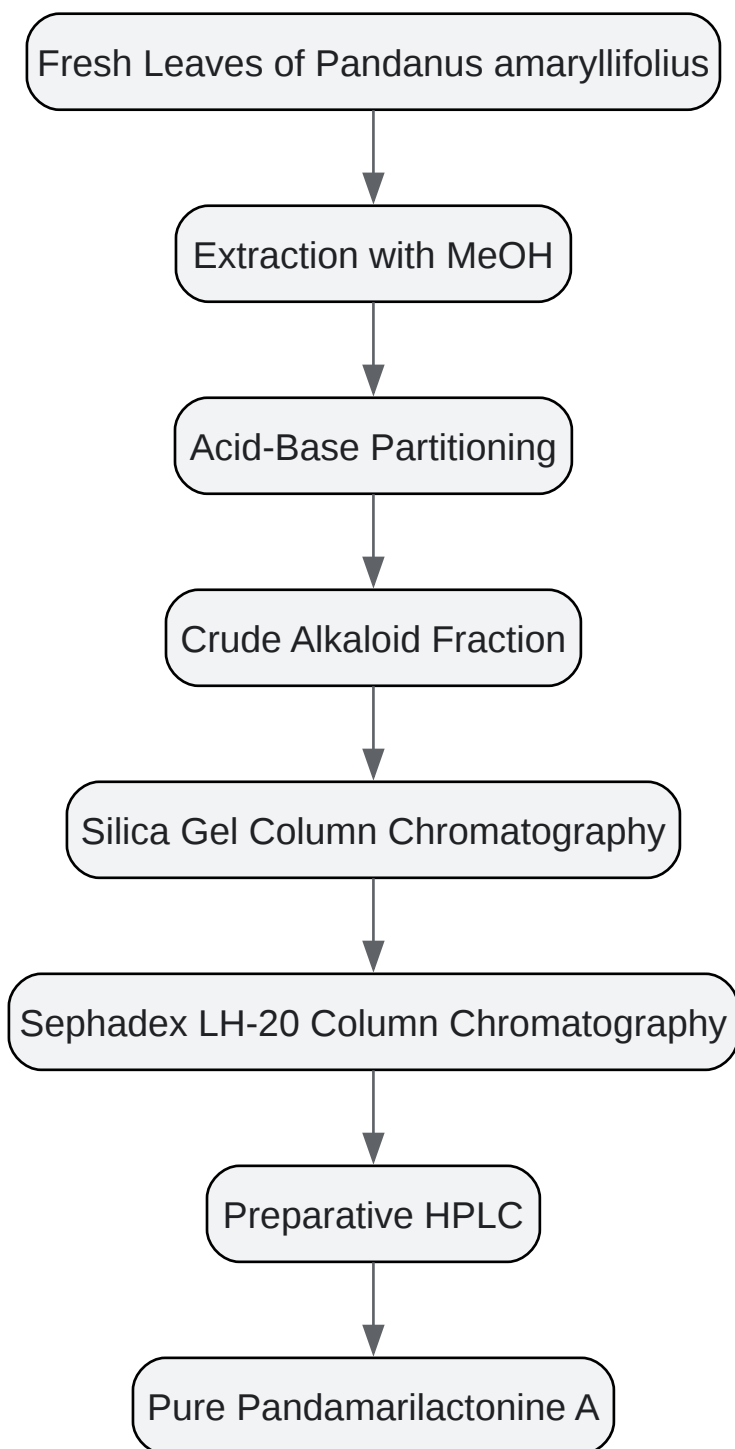 Fresh Leaves of Pandanus amaryllifolius
Extraction with MeOH
Acid-Base Partitioning
Crude Alkaloid Fraction
Silica Gel Column Chromatography
Sephadex LH-20 Column Chromatography
Preparative HPLC
Pure Pandamarilactonine A